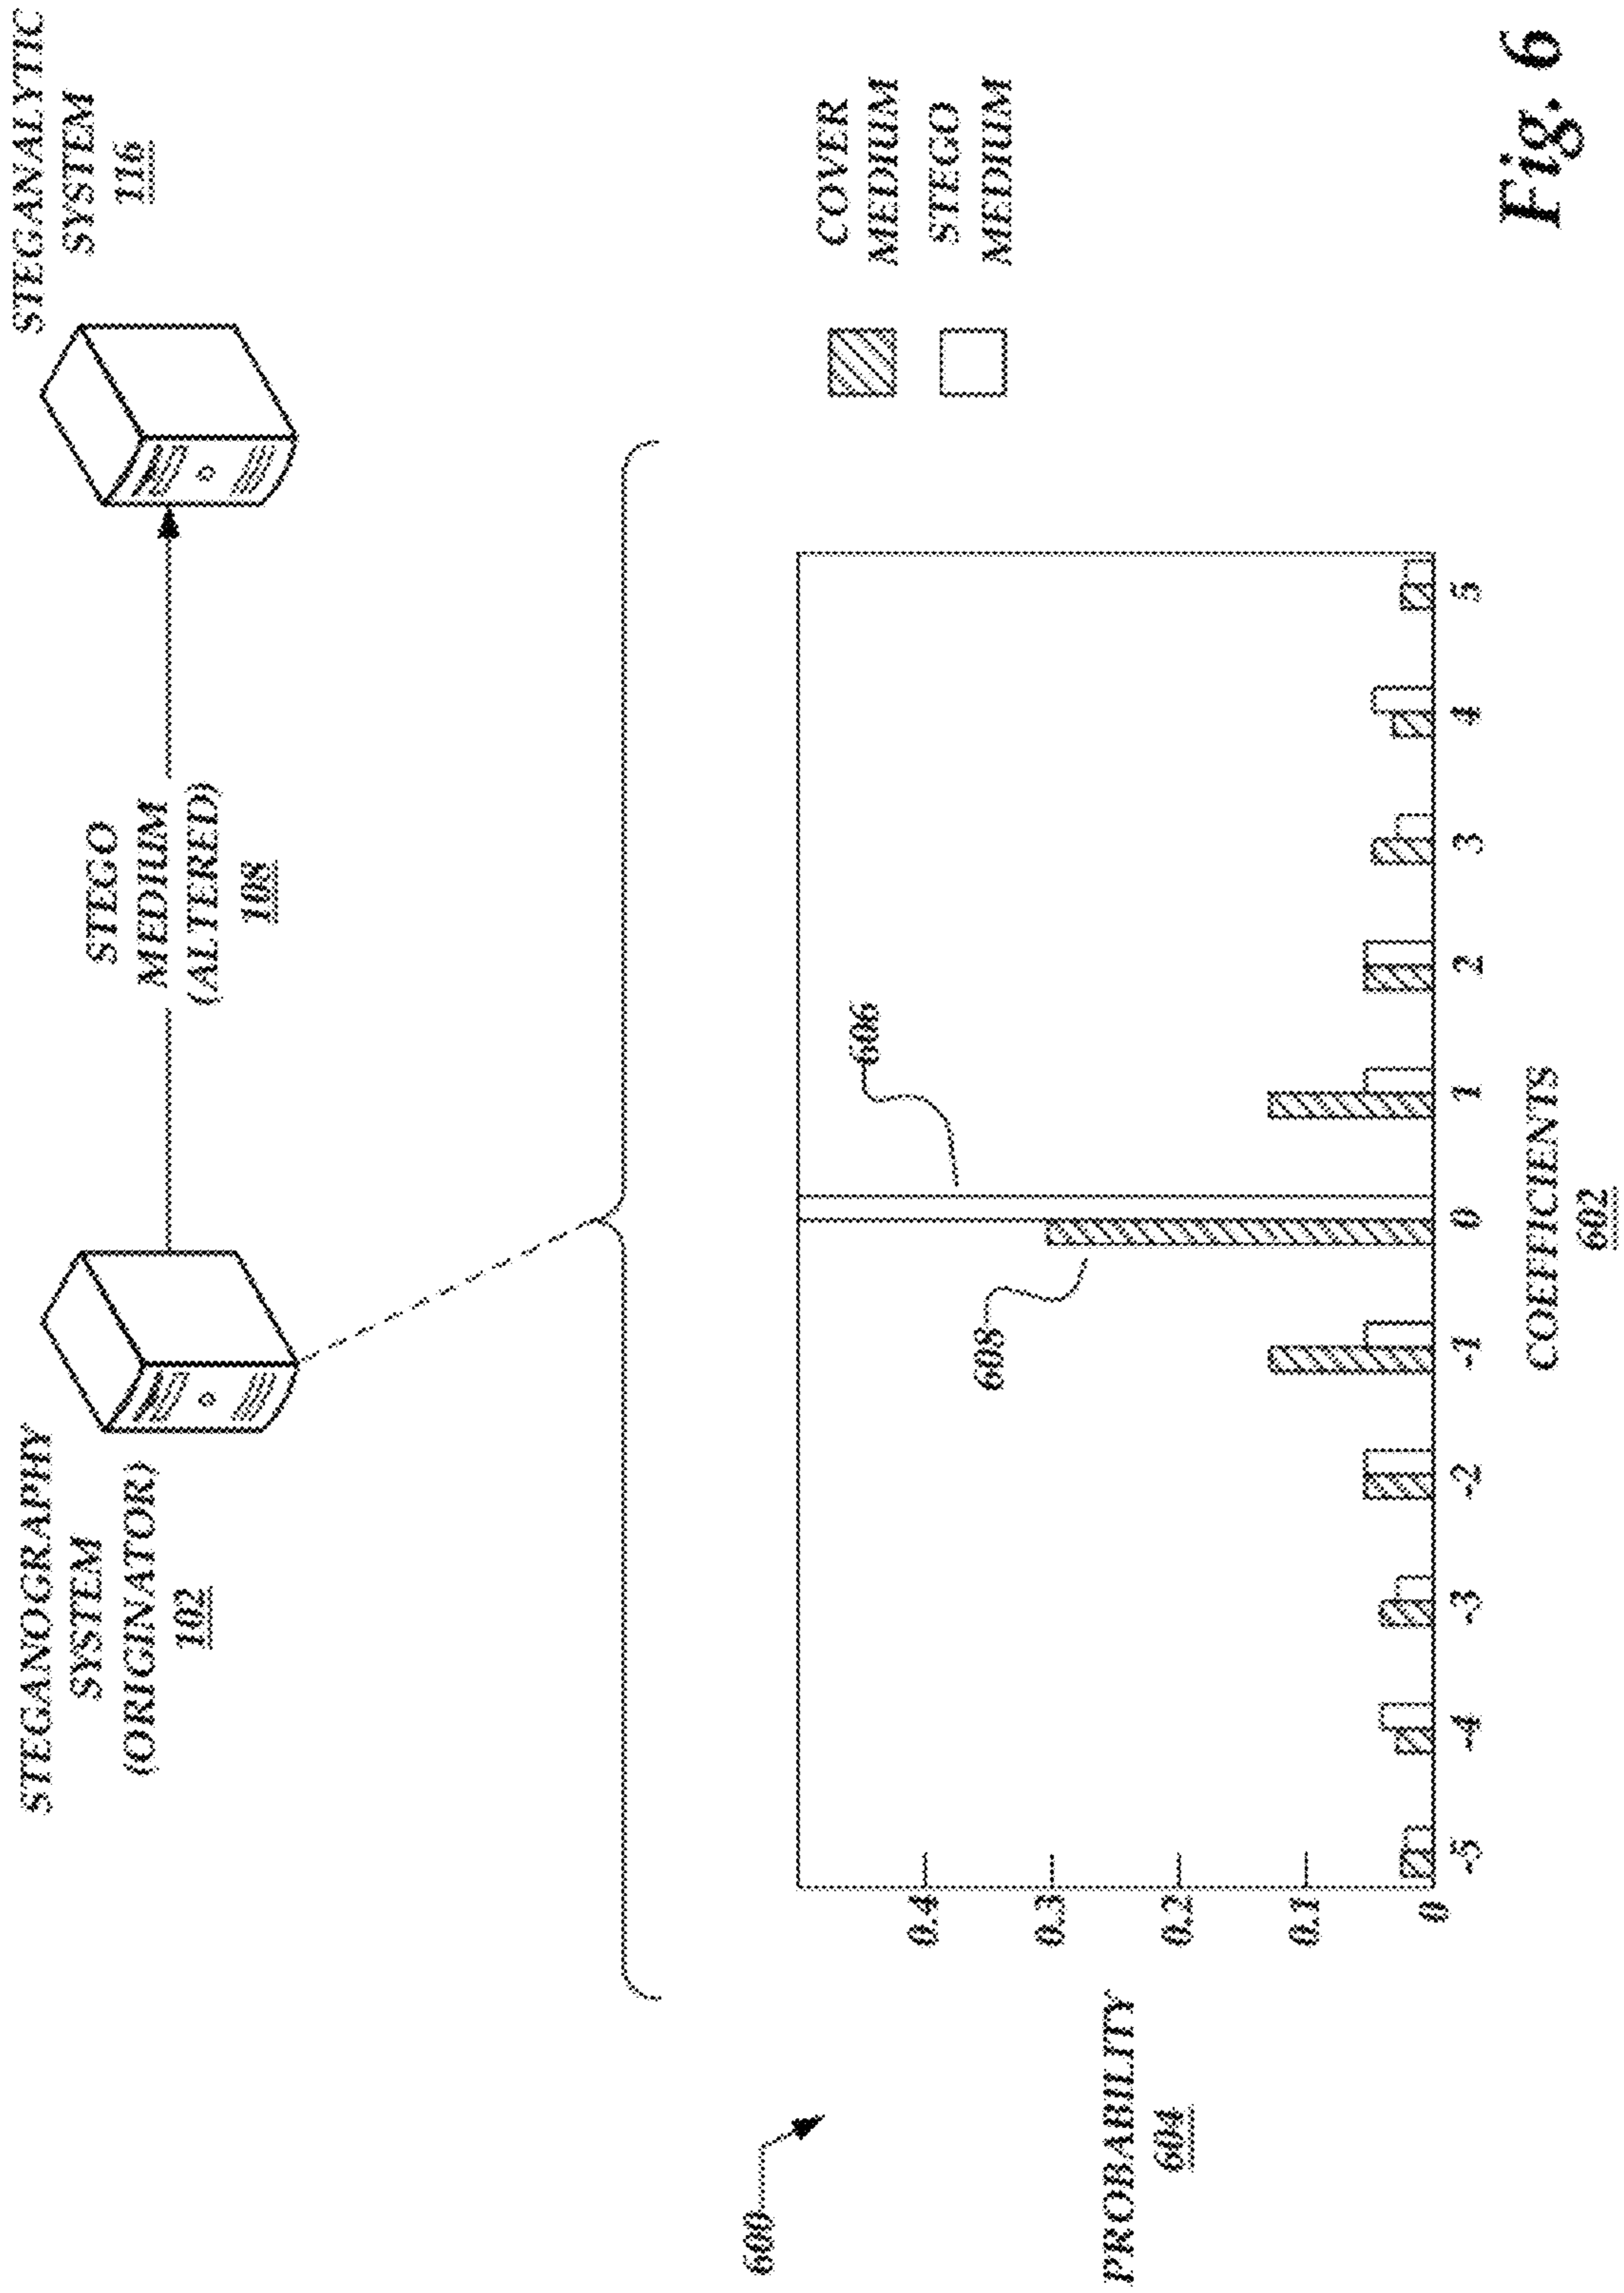 STEGANOGRAPHY
SYSTEM
(ORIGINATOR)
102
STEGO
MEDIUM
(ALTERED)
108
STEGANALYTIC
SYSTEM
116
600
PROBABILITY
604
0.4
0.3
0.2
0.1
0
606
608
COVER
MEDIUM
STEGO
MEDIUM
-5 -4 -3 -2 -1 0 1 2 3 4 5
COEFFICIENTS
602
Fig. 6